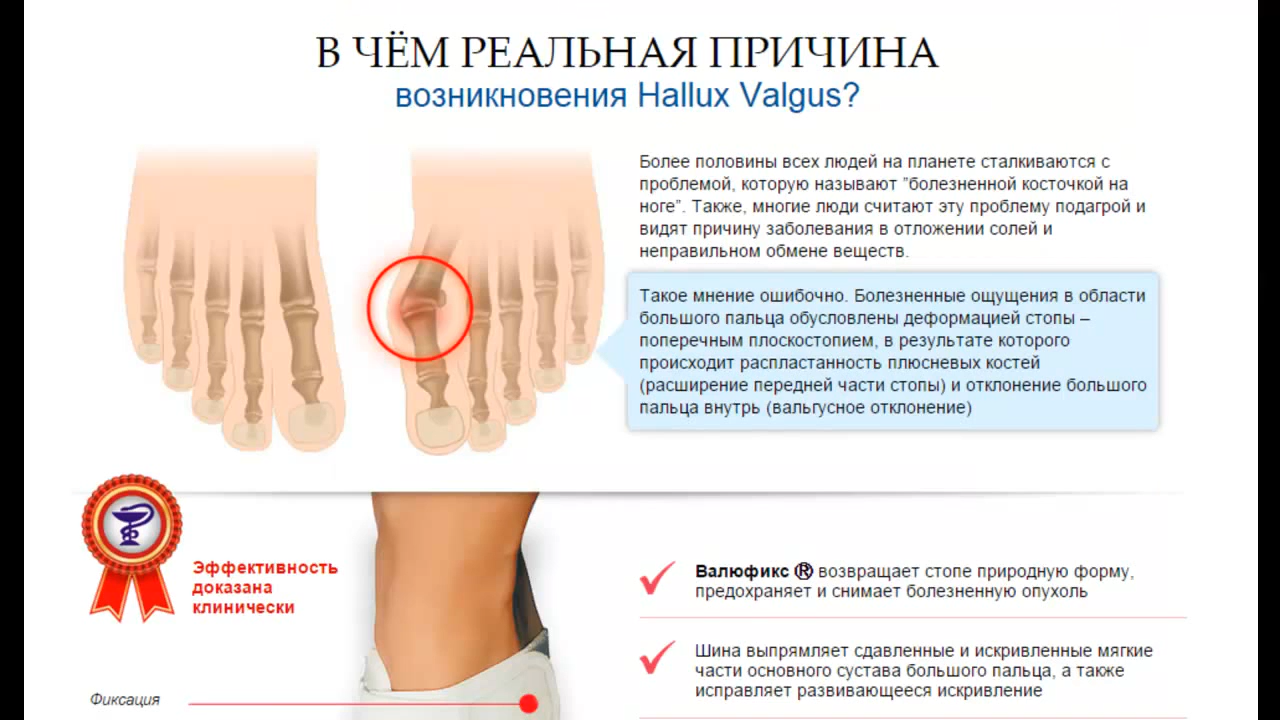 В ЧЁМ РЕАЛЬНАЯ ПРИЧИНА
возникновения Hallux Valgus?
Более половины всех людей на планете сталкиваются с
проблемой, которую называют "болезненной косточкой на
ноге". Также, многие люди считают эту проблему подагрой и
видят причину заболевания в отложении солей и
неправильном обмене веществ.
Такое мнение ошибочно. Болезненные ощущения в области
большого пальца обусловлены деформацией стопы –
поперечным плоскостопием, в результате которого
происходит распластанность плюсневых костей
(расширение передней части стопы) и отклонение большого
пальца внутрь (вальгусное отклонение)
Эффективность
доказана
клинически
Фиксация
Валюфикс ® возвращает стопе природную форму,
предохраняет и снимает болезненную опухоль
Шина выпрямляет сдавленные и искривленные мягкие
части основного сустава большого пальца, а также
исправляет развивающееся искривление